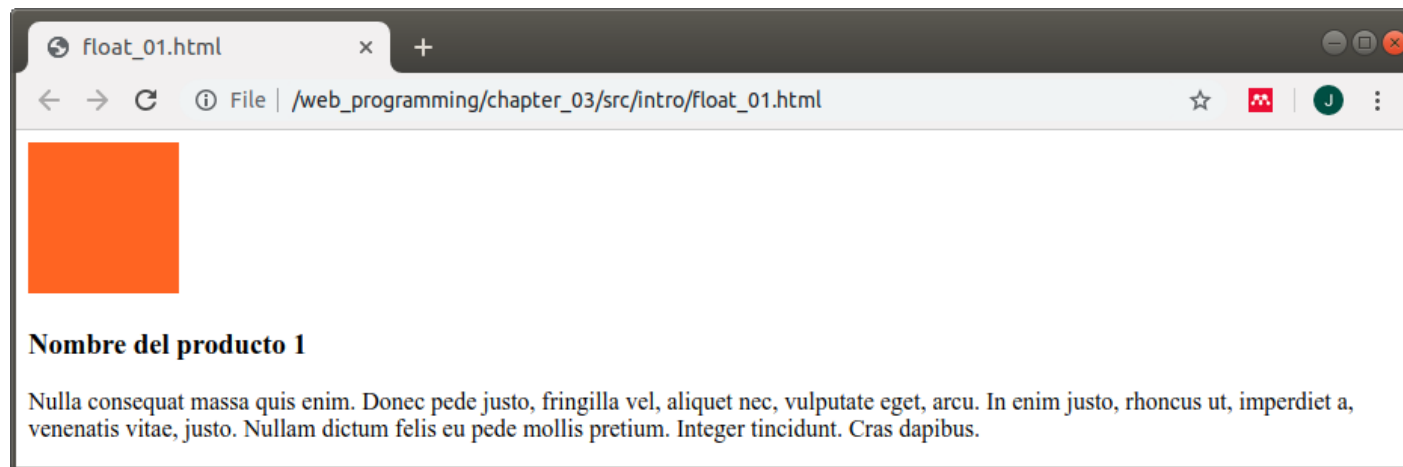 float_01.html
File /web_programming/chapter_03/src/intro/float_01.html
J
Nombre del producto 1
Nulla consequat massa quis enim. Donec pede justo, fringilla vel, aliquet nec, vulputate eget, arcu. In enim justo, rhoncus ut, imperdiet a,
venenatis vitae, justo. Nullam dictum felis eu pede mollis pretium. Integer tincidunt. Cras dapibus.